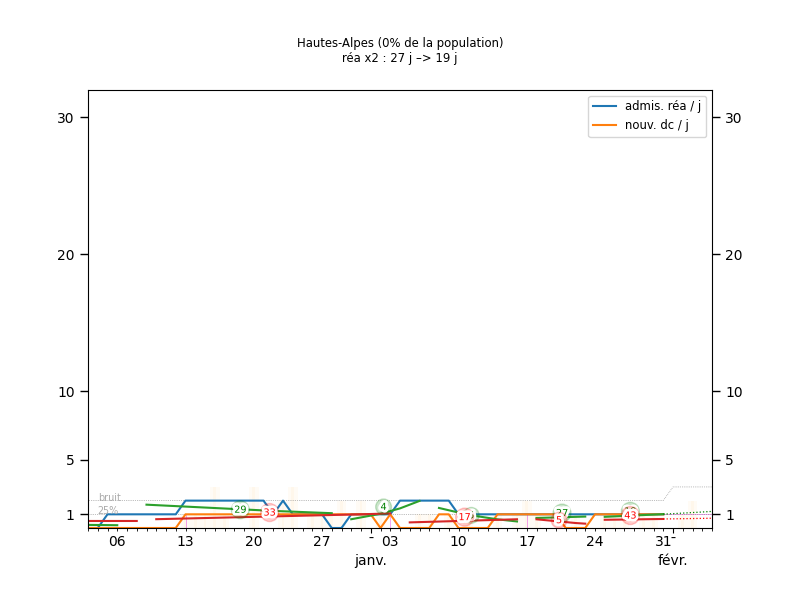 Hautes-Alpes (0% de la population)
réa x2 : 27 j –> 19 j
admis. réa / j
nouv. dc / j
30 30
20 20
10 10
5 5
bruit
25%
1 1
29 33 4 17 27 5 43
06 13 20 27 - 03 10 17 24 31 -
janv. févr.